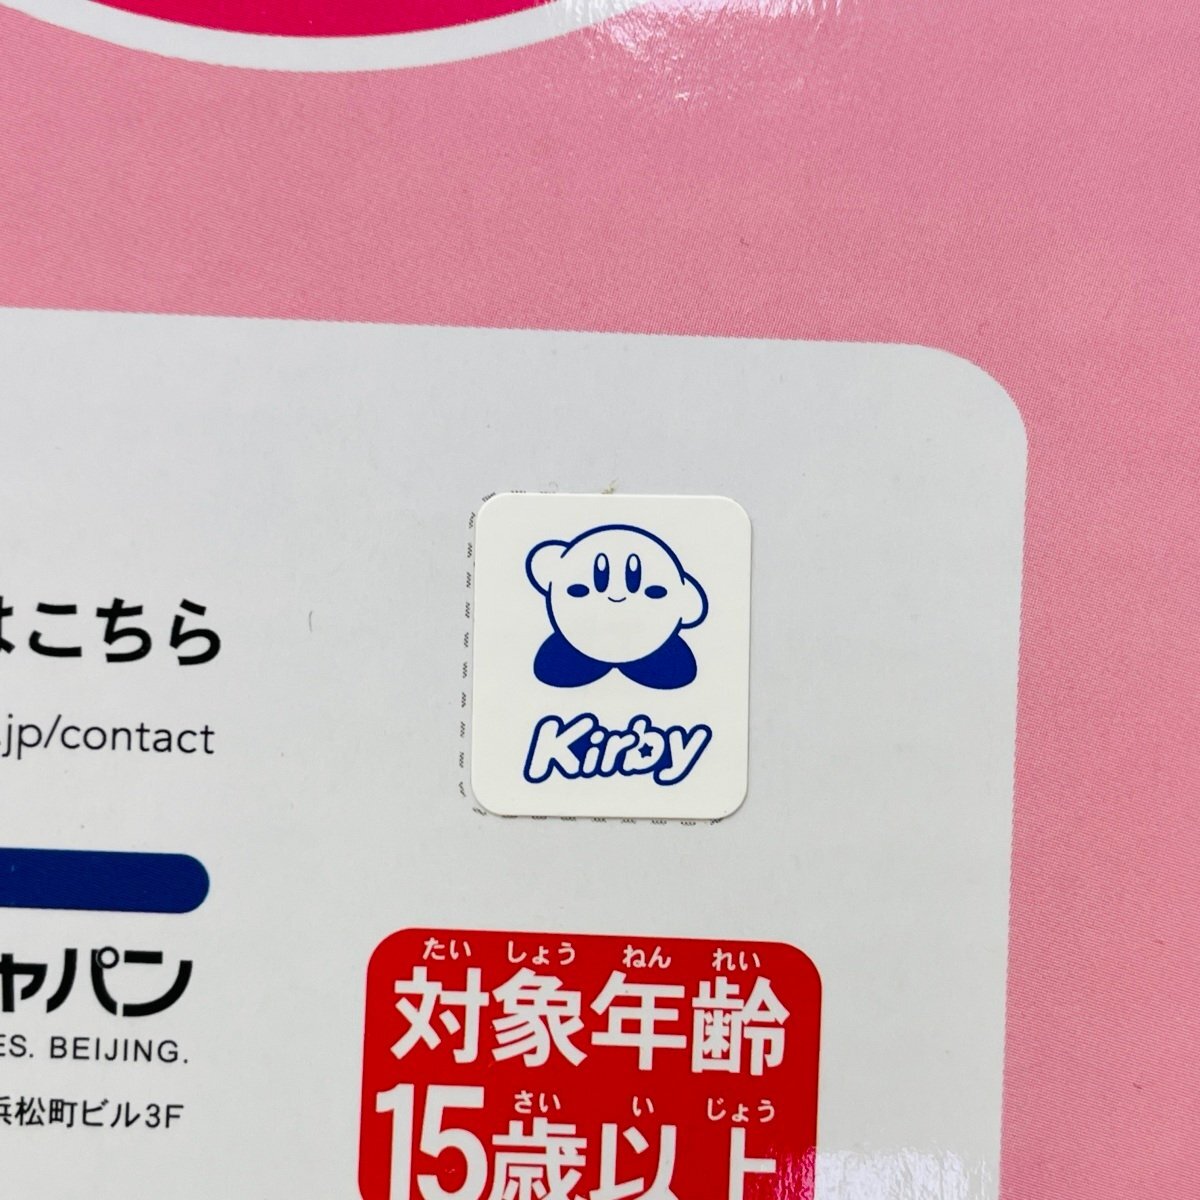 はこちら
.jp/contact
Kirby
ャパン
ES. BEIJING.
浜松町ビル3F
たい しょう ねん れい
対象年齢
さい い じょう
15歳以上